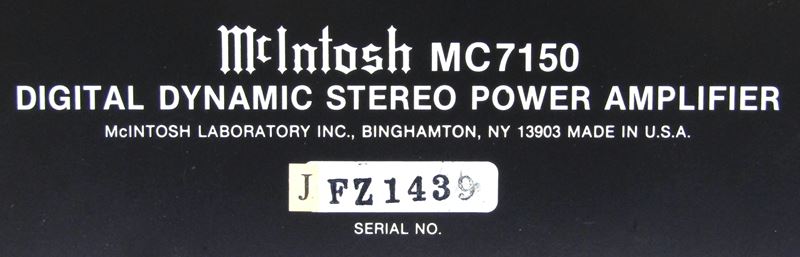 McIntosh MC7150
DIGITAL DYNAMIC STEREO POWER AMPLIFIER
McINTOSH LABORATORY INC., BINGHAMTON, NY 13903 MADE IN U.S.A.
J FZ1439
SERIAL NO.